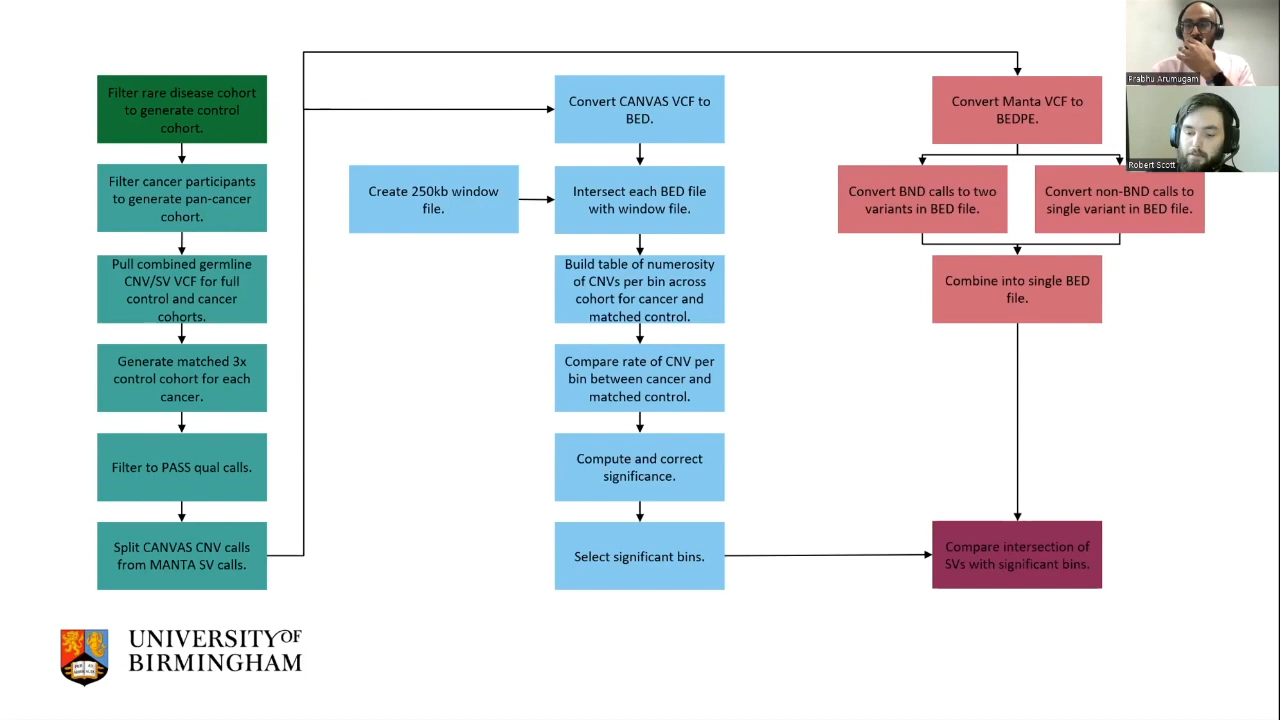 Filter rare disease cohort
to generate control
cohort.
Filter cancer participants
to generate pan-cancer
cohort.
Pull combined germline
CNV/SV VCF for full
control and cancer
cohorts.
Generate matched 3x
control cohort for each
cancer.
Filter to PASS qual calls.
Split CANVAS CNV calls
from MANTA SV calls.
Create 250kb window
file.
Convert CANVAS VCF to
BED.
Intersect each BED file
with window file.
Build table of numerosity
of CNVs per bin across
cohort for cancer and
matched control.
Compare rate of CNV per
bin between cancer and
matched control.
Compute and correct
significance.
Select significant bins.
Convert Manta VCF to
BEDPE.
Convert BND calls to two
variants in BED file.
Convert non-BND calls to
single variant in BED file.
Combine into single BED
file.
Compare intersection of
SVs with significant bins.
Prabhu Arumugam
Robert Scott
UNIVERSITY OF
BIRMINGHAM